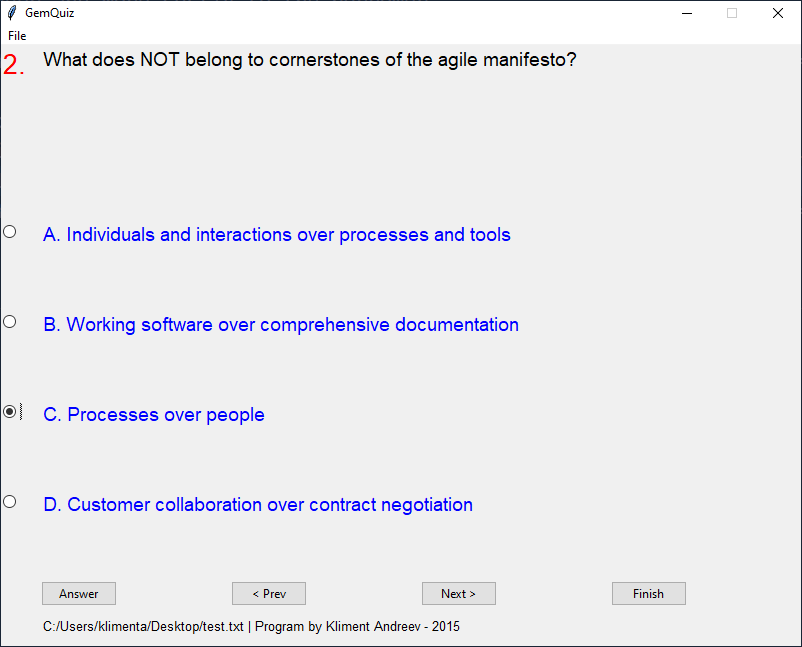 GemQuiz
File
2. What does NOT belong to cornerstones of the agile manifesto?
A. Individuals and interactions over processes and tools
B. Working software over comprehensive documentation
C. Processes over people
D. Customer collaboration over contract negotiation
Answer < Prev Next > Finish
C:/Users/klimenta/Desktop/test.txt | Program by Kliment Andreev - 2015